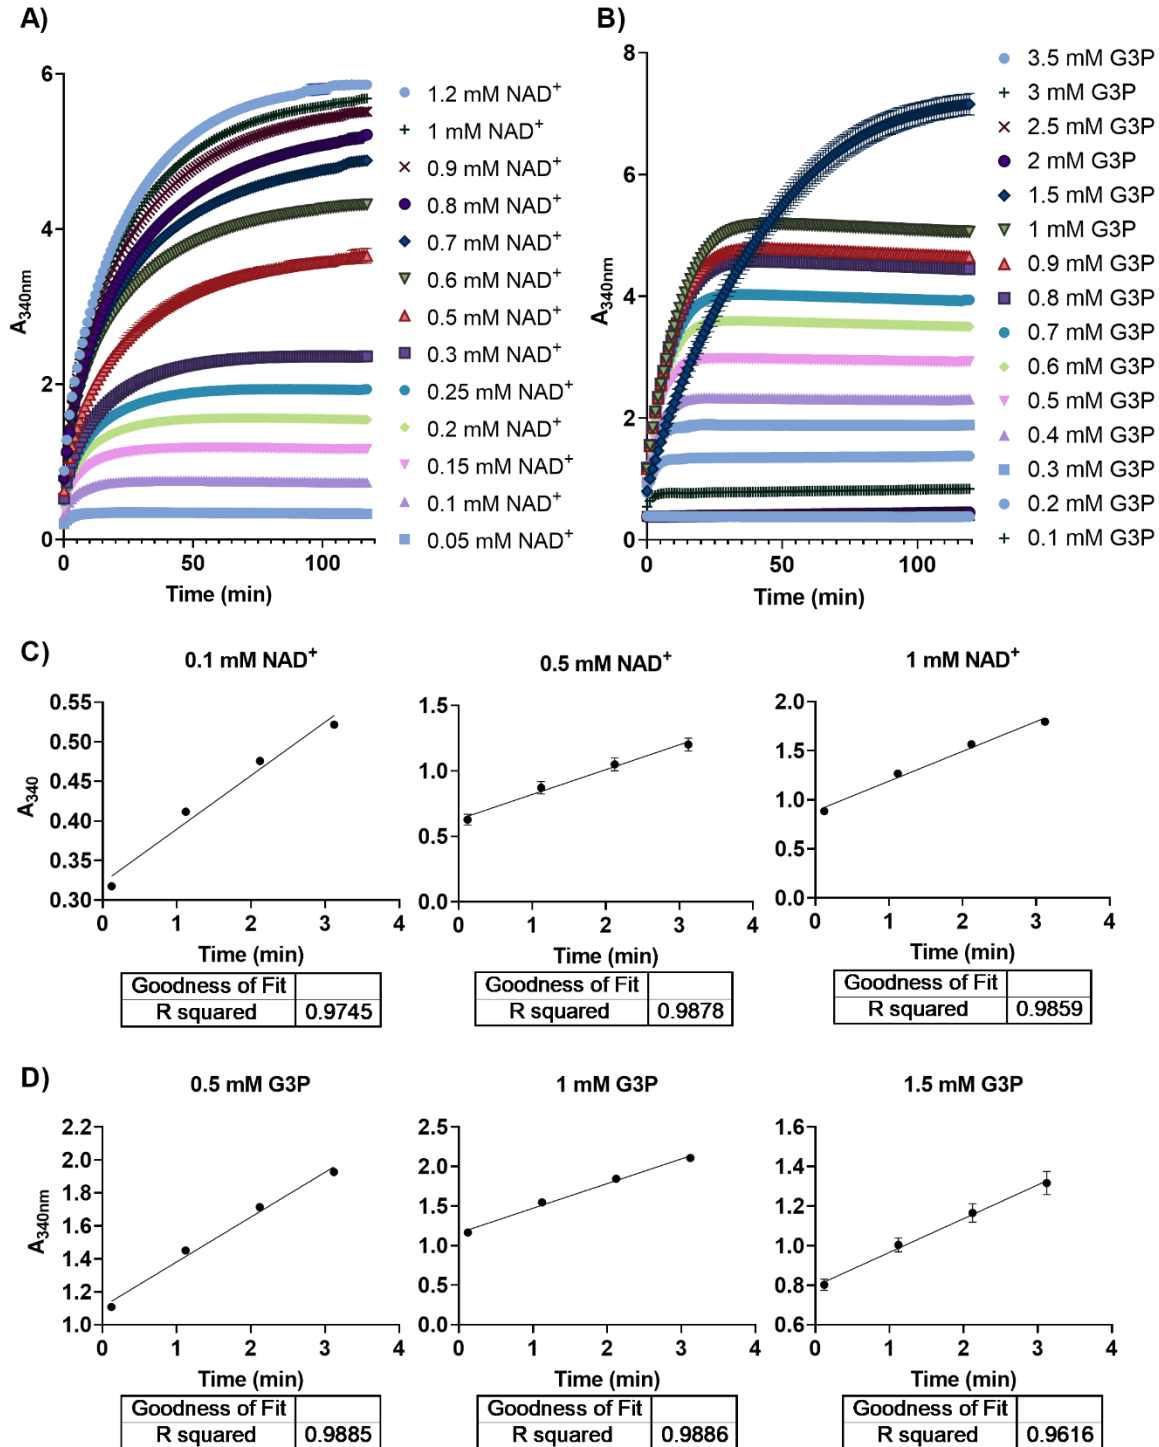 A)
6
4
2
0
A340nm
0
50
100
Time (min)
1.2 mM NAD+
1 mM NAD+
0.9 mM NAD+
0.8 mM NAD+
0.7 mM NAD+
0.6 mM NAD+
0.5 mM NAD+
0.3 mM NAD+
0.25 mM NAD+
0.2 mM NAD+
0.15 mM NAD+
0.1 mM NAD+
0.05 mM NAD+
B)
8
6
4
2
0
A340nm
0
50
100
Time (min)
3.5 mM G3P
3 mM G3P
2.5 mM G3P
2 mM G3P
1.5 mM G3P
1 mM G3P
0.9 mM G3P
0.8 mM G3P
0.7 mM G3P
0.6 mM G3P
0.5 mM G3P
0.4 mM G3P
0.3 mM G3P
0.2 mM G3P
0.1 mM G3P
C)
0.1 mM NAD+
0.55
0.50
0.45
0.40
0.35
0.30
A340
0 1 2 3 4
Time (min)
Goodness of Fit
R squared 0.9745
0.5 mM NAD+
1.5
1.0
0.5
0.0
0 1 2 3 4
Time (min)
Goodness of Fit
R squared 0.9878
1 mM NAD+
2.0
1.5
1.0
0.5
0.0
0 1 2 3 4
Time (min)
Goodness of Fit
R squared 0.9859
D)
0.5 mM G3P
2.2
2.0
1.8
1.6
1.4
1.2
1.0
A340nm
0 1 2 3 4
Time (min)
Goodness of Fit
R squared 0.9885
1 mM G3P
2.5
2.0
1.5
1.0
0.5
0.0
0 1 2 3 4
Time (min)
Goodness of Fit
R squared 0.9886
1.5 mM G3P
1.6
1.4
1.2
1.0
0.8
0.6
0 1 2 3 4
Time (min)
Goodness of Fit
R squared 0.9616